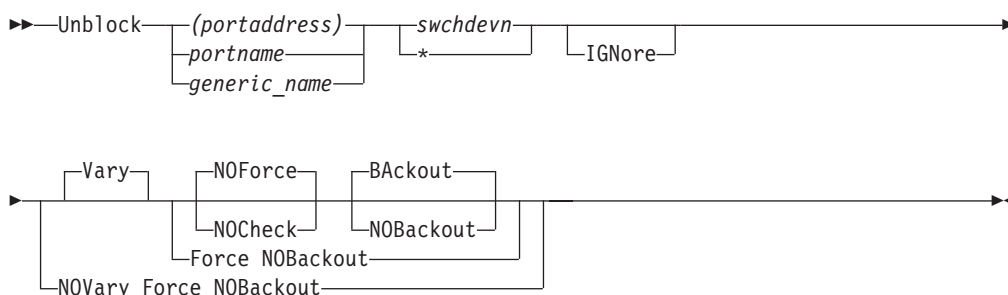 Unblock (portaddress) swchdevn
portname * IGNore
generic_name
Vary NOForce BAckout
NOCheck NOBackout
Force NOBackout
NOVary Force NOBackout